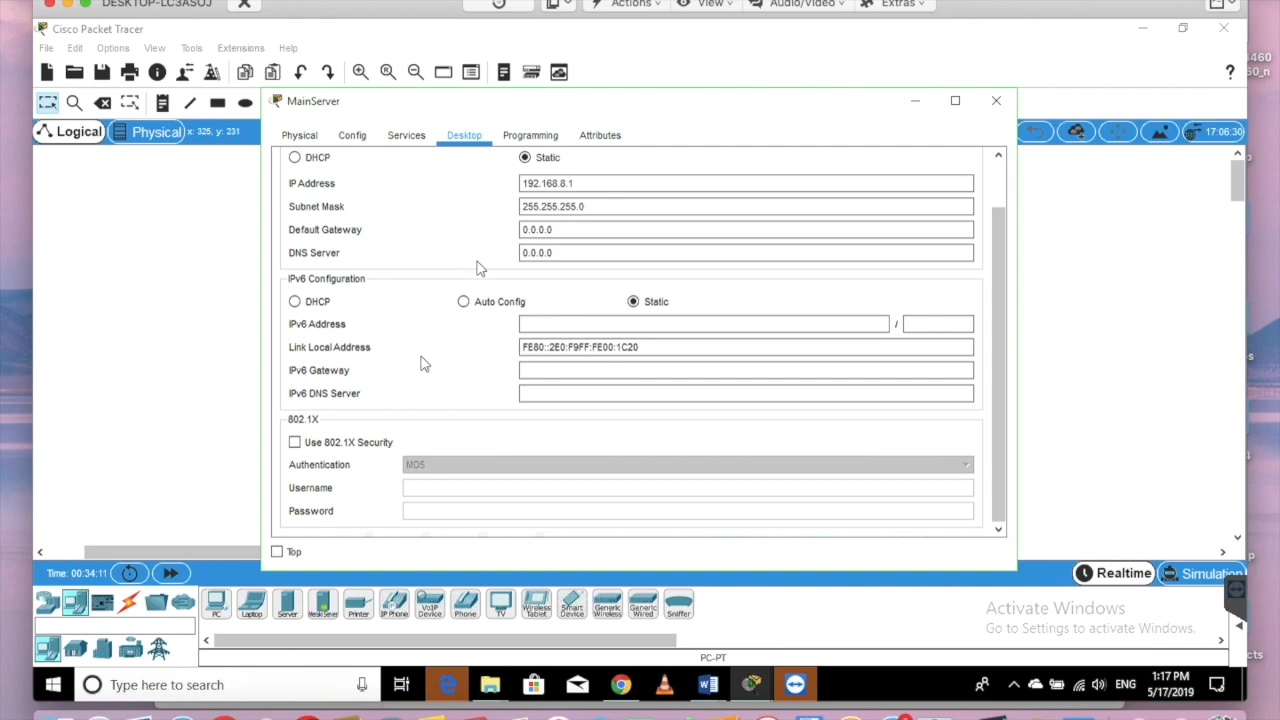 DESKTOP-LC3ASOJ
Actions
View
Audio/Video
Extras
Cisco Packet Tracer
File Edit Options View Tools Extensions Help
MainServer
Physical Config Services Desktop Programming Attributes
Logical Physical x: 325, y: 231
17:06:30
DHCP Static
IP Address 192.168.8.1
Subnet Mask 255.255.255.0
Default Gateway 0.0.0.0
DNS Server 0.0.0.0
IPv6 Configuration
DHCP Auto Config Static
IPv6 Address /
Link Local Address FE80::2E0:F9FF:FE00:1C20
IPv6 Gateway
IPv6 DNS Server
802.1X
Use 802.1X Security
Authentication MD5
Username
Password
Top
Time: 00:34:11
Realtime Simulation
PC Laptop Server Printer IP Phone VoIP Device Phone TV Wireless Tablet Smart Device Generic Wireless Generic Wired Sniffer
Activate Windows
Go to Settings to activate Windows.
PC-PT
Type here to search
ENG
1:17 PM
5/17/2019